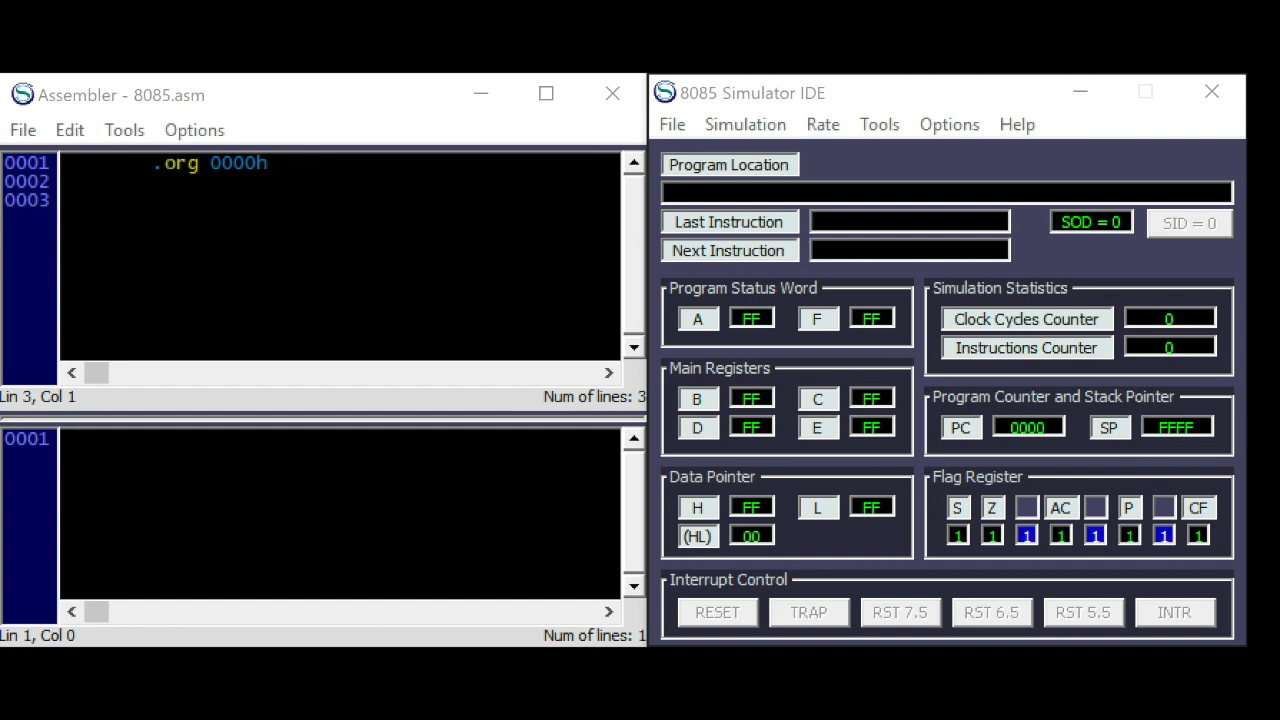 Assembler - 8085.asm
File Edit Tools Options
0001 .org 0000h
0002
0003
Lin 3, Col 1 Num of lines: 3
0001
Lin 1, Col 0 Num of lines: 1
8085 Simulator IDE
File Simulation Rate Tools Options Help
Program Location
Last Instruction SOD = 0 SID = 0
Next Instruction
Program Status Word
A FF F FF
Simulation Statistics
Clock Cycles Counter 0
Instructions Counter 0
Main Registers
B FF C FF
D FF E FF
Program Counter and Stack Pointer
PC 0000 SP FFFF
Data Pointer
H FF L FF
(HL) 00
Flag Register
S Z AC P CF
1 1 1 1 1 1 1 1
Interrupt Control
RESET TRAP RST 7.5 RST 6.5 RST 5.5 INTR